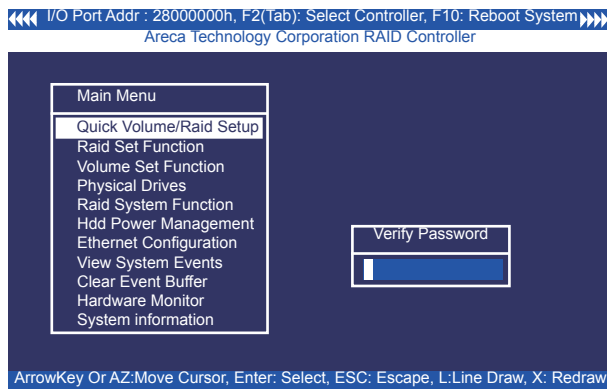 I/O Port Addr : 28000000h, F2(Tab): Select Controller, F10: Reboot System
Areca Technology Corporation RAID Controller
Main Menu
Quick Volume/Raid Setup
Raid Set Function
Volume Set Function
Physical Drives
Raid System Function
Hdd Power Management
Ethernet Configuration
View System Events
Clear Event Buffer
Hardware Monitor
System information
Verify Password
ArrowKey Or AZ:Move Cursor, Enter: Select, ESC: Escape, L:Line Draw, X: Redraw